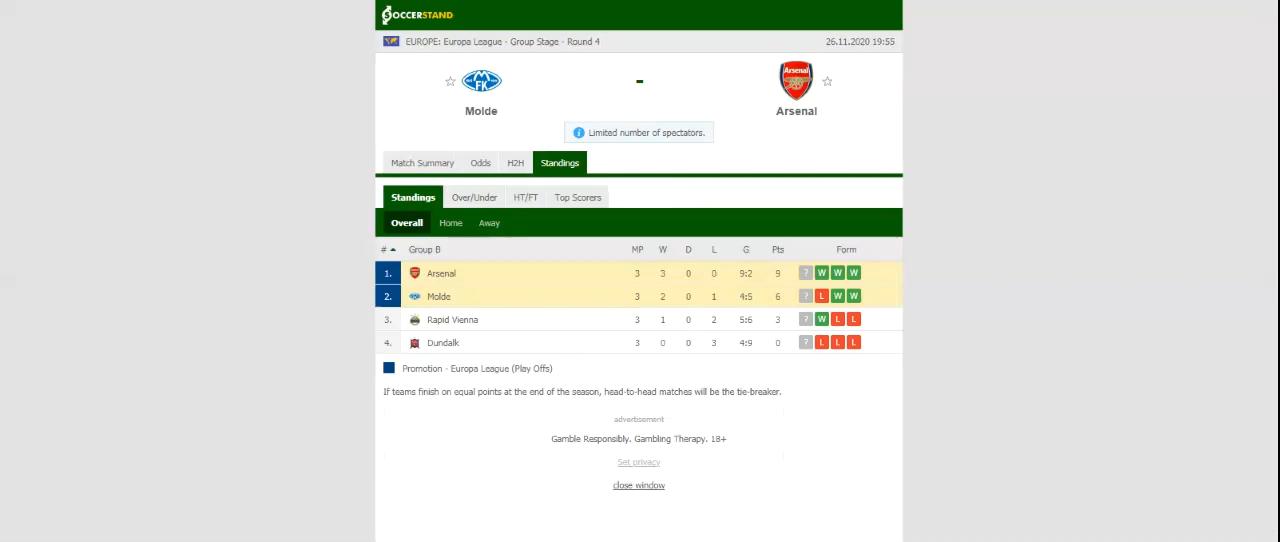 SOCCERSTAND
EUROPE: Europa League - Group Stage - Round 4 26.11.2020 19:55
-
Molde Arsenal
Limited number of spectators.
Match Summary Odds H2H Standings
Standings Over/Under HT/FT Top Scorers
Overall Home Away
# Group B MP W D L G Pts Form
1. Arsenal 3 3 0 0 9:2 9 ? W W W
2. Molde 3 2 0 1 4:5 6 ? L W W
3. Rapid Vienna 3 1 0 2 5:6 3 ? W L L
4. Dundalk 3 0 0 3 4:9 0 ? L L L
Promotion - Europa League (Play Offs)
If teams finish on equal points at the end of the season, head-to-head matches will be the tie-breaker.
advertisement
Gamble Responsibly. Gambling Therapy. 18+
Set privacy
close window